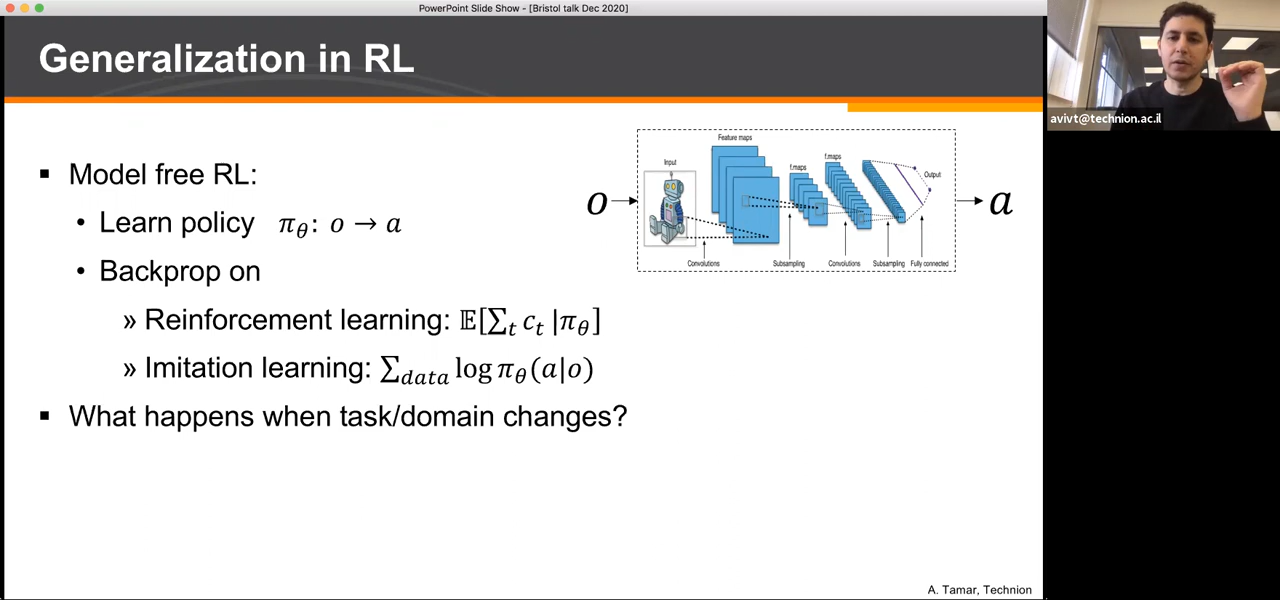 PowerPoint Slide Show - [Bristol talk Dec 2020]
Generalization in RL
avivt@technion.ac.il
▪ Model free RL:
• Learn policy π_θ: o → a
• Backprop on
» Reinforcement learning: 𝔼[∑_t c_t |π_θ]
» Imitation learning: ∑_data log π_θ(a|o)
▪ What happens when task/domain changes?
o
Input
Feature maps
f.maps
f.maps
Output
Convolutions
Subsampling
Convolutions
Subsampling
Fully connected
a
A. Tamar, Technion